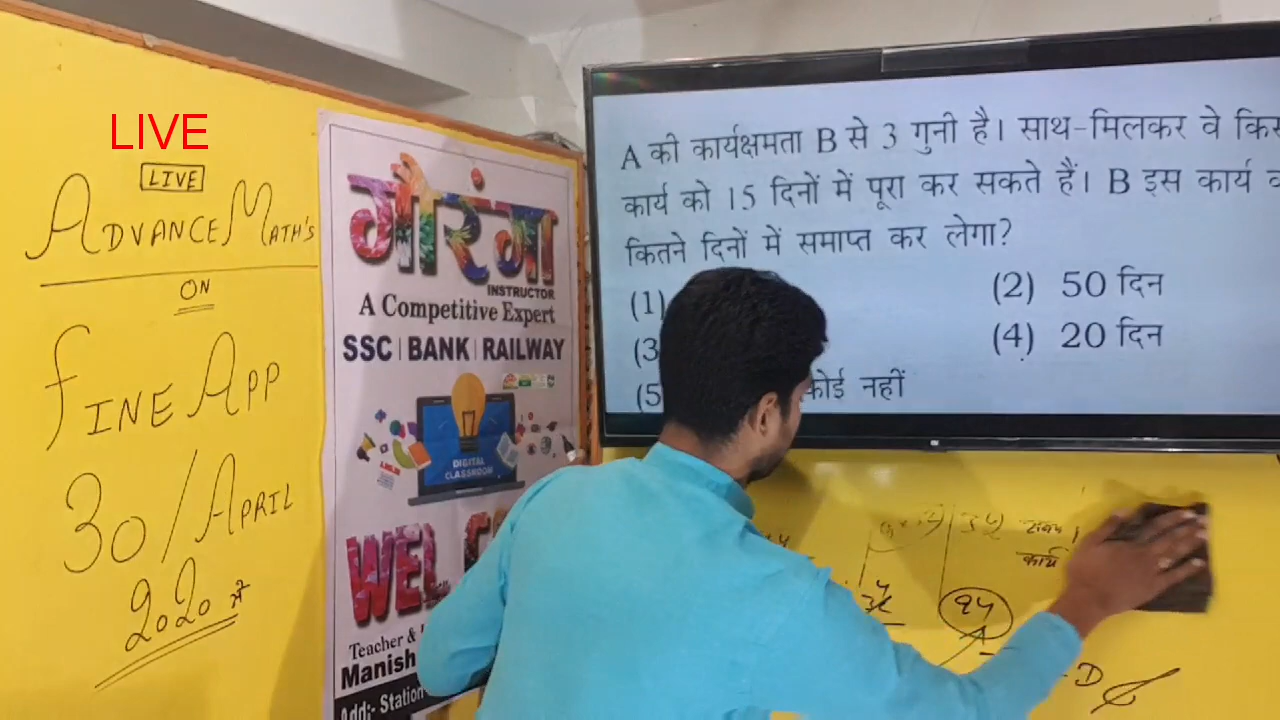 LIVE
LIVE
ADVANCE MATH'S
ON
FINE APP
30/APRIL
2020 में
गौरंगा
INSTRUCTOR
A Competitive Expert
SSC | BANK | RAILWAY
DIGITAL
CLASSROOM
WEL
Teacher &
Manish
Add:- Station
A की कार्यक्षमता B से 3 गुनी है। साथ-मिलकर वे
कार्य को 15 दिनों में पूरा कर सकते हैं। B इस कार्य
कितने दिनों में समाप्त कर लेगा?
(1)
(2) 50 दिन
(3
(4) 20 दिन
(5 कोई नहीं
कार्य
D